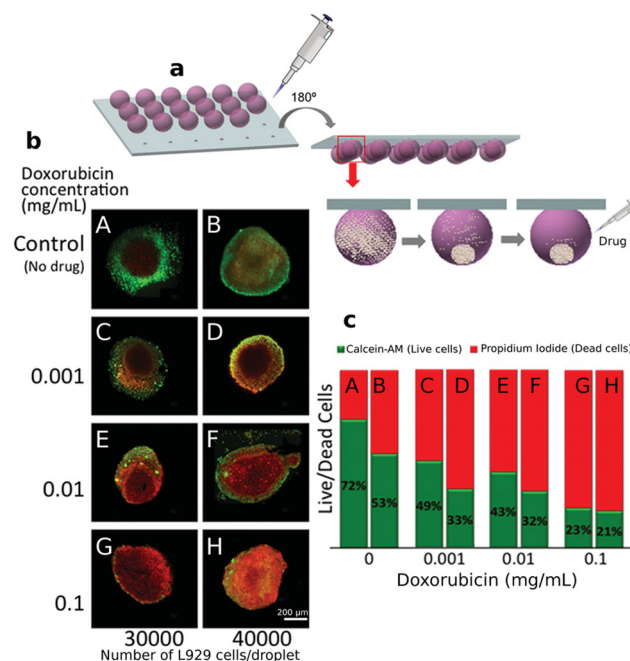 a
180°
b
Doxorubicin
concentration
(mg/mL)
Control
(No drug)
A
B
Drug
C
D
0.001
E
F
0.01
G
H
0.1
200 µm
30000
40000
Number of L929 cells/droplet
c
Calcein-AM (Live cells)
Propidium Iodide (Dead cells)
Live/Dead Cells
A B C D E F G H
72% 53% 49% 33% 43% 32% 23% 21%
0 0.001 0.01 0.1
Doxorubicin (mg/mL)